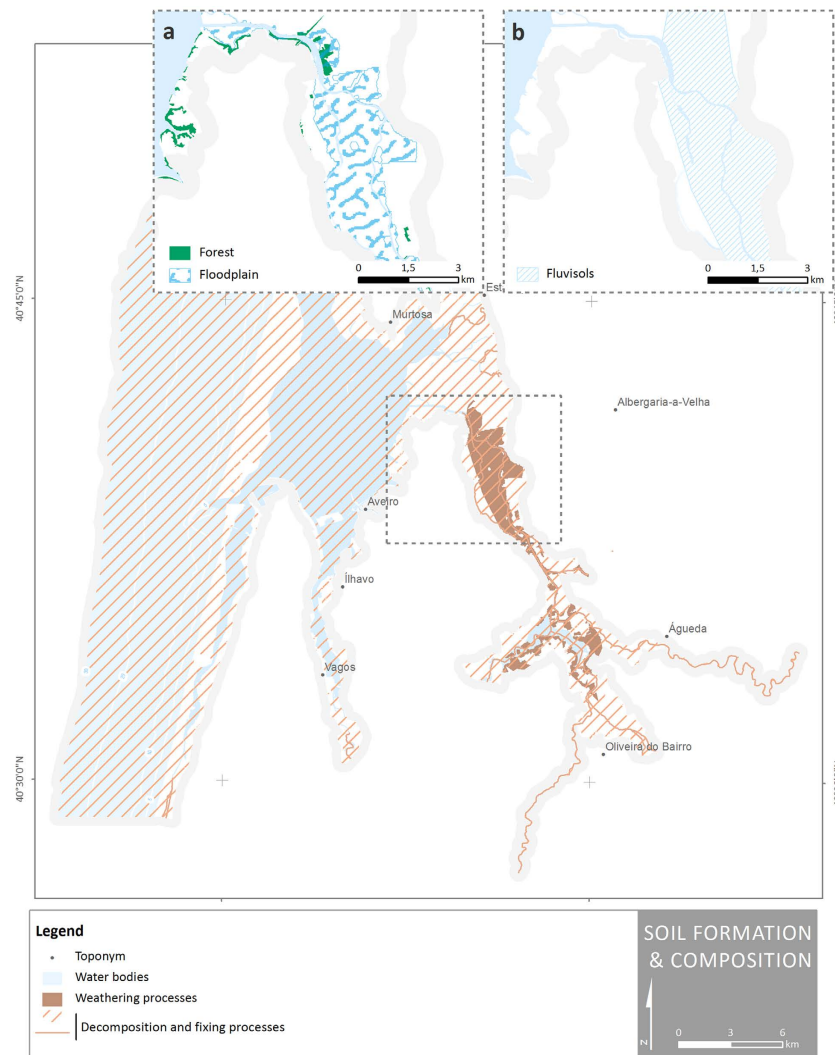 a
b
Forest
Floodplain
0 1,5 3
km
Fluvisols
0 1,5 3
km
40°45'0"N
Est
Murtosa
Albergaria-a-Velha
Aveiro
Ílhavo
Águeda
Vagos
Oliveira do Bairro
40°30'0"N
Legend
Toponym
Water bodies
Weathering processes
Decomposition and fixing processes
SOIL FORMATION
& COMPOSITION
N
0 3 6
km